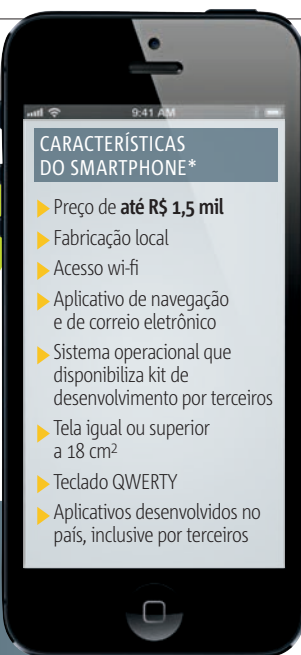 9:41 AM
CARACTERÍSTICAS
DO SMARTPHONE*
Preço de até R$ 1,5 mil
Fabricação local
Acesso wi-fi
Aplicativo de navegação
e de correio eletrônico
Sistema operacional que
disponibiliza kit de
desenvolvimento por terceiros
Tela igual ou superior
a 18 cm²
Teclado QWERTY
Aplicativos desenvolvidos no
país, inclusive por terceiros